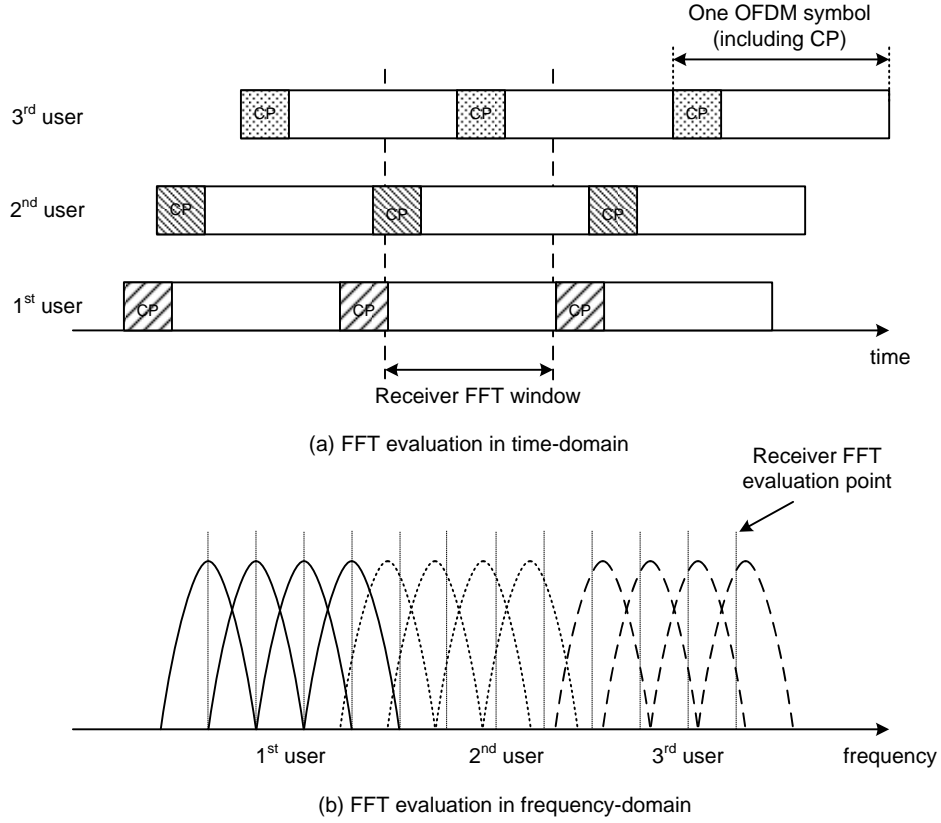 One OFDM symbol
(including CP)
3rd user
CP CP CP
2nd user
CP CP CP
1st user
CP CP CP
time
Receiver FFT window
(a) FFT evaluation in time-domain
Receiver FFT
evaluation point
1st user 2nd user 3rd user frequency
(b) FFT evaluation in frequency-domain